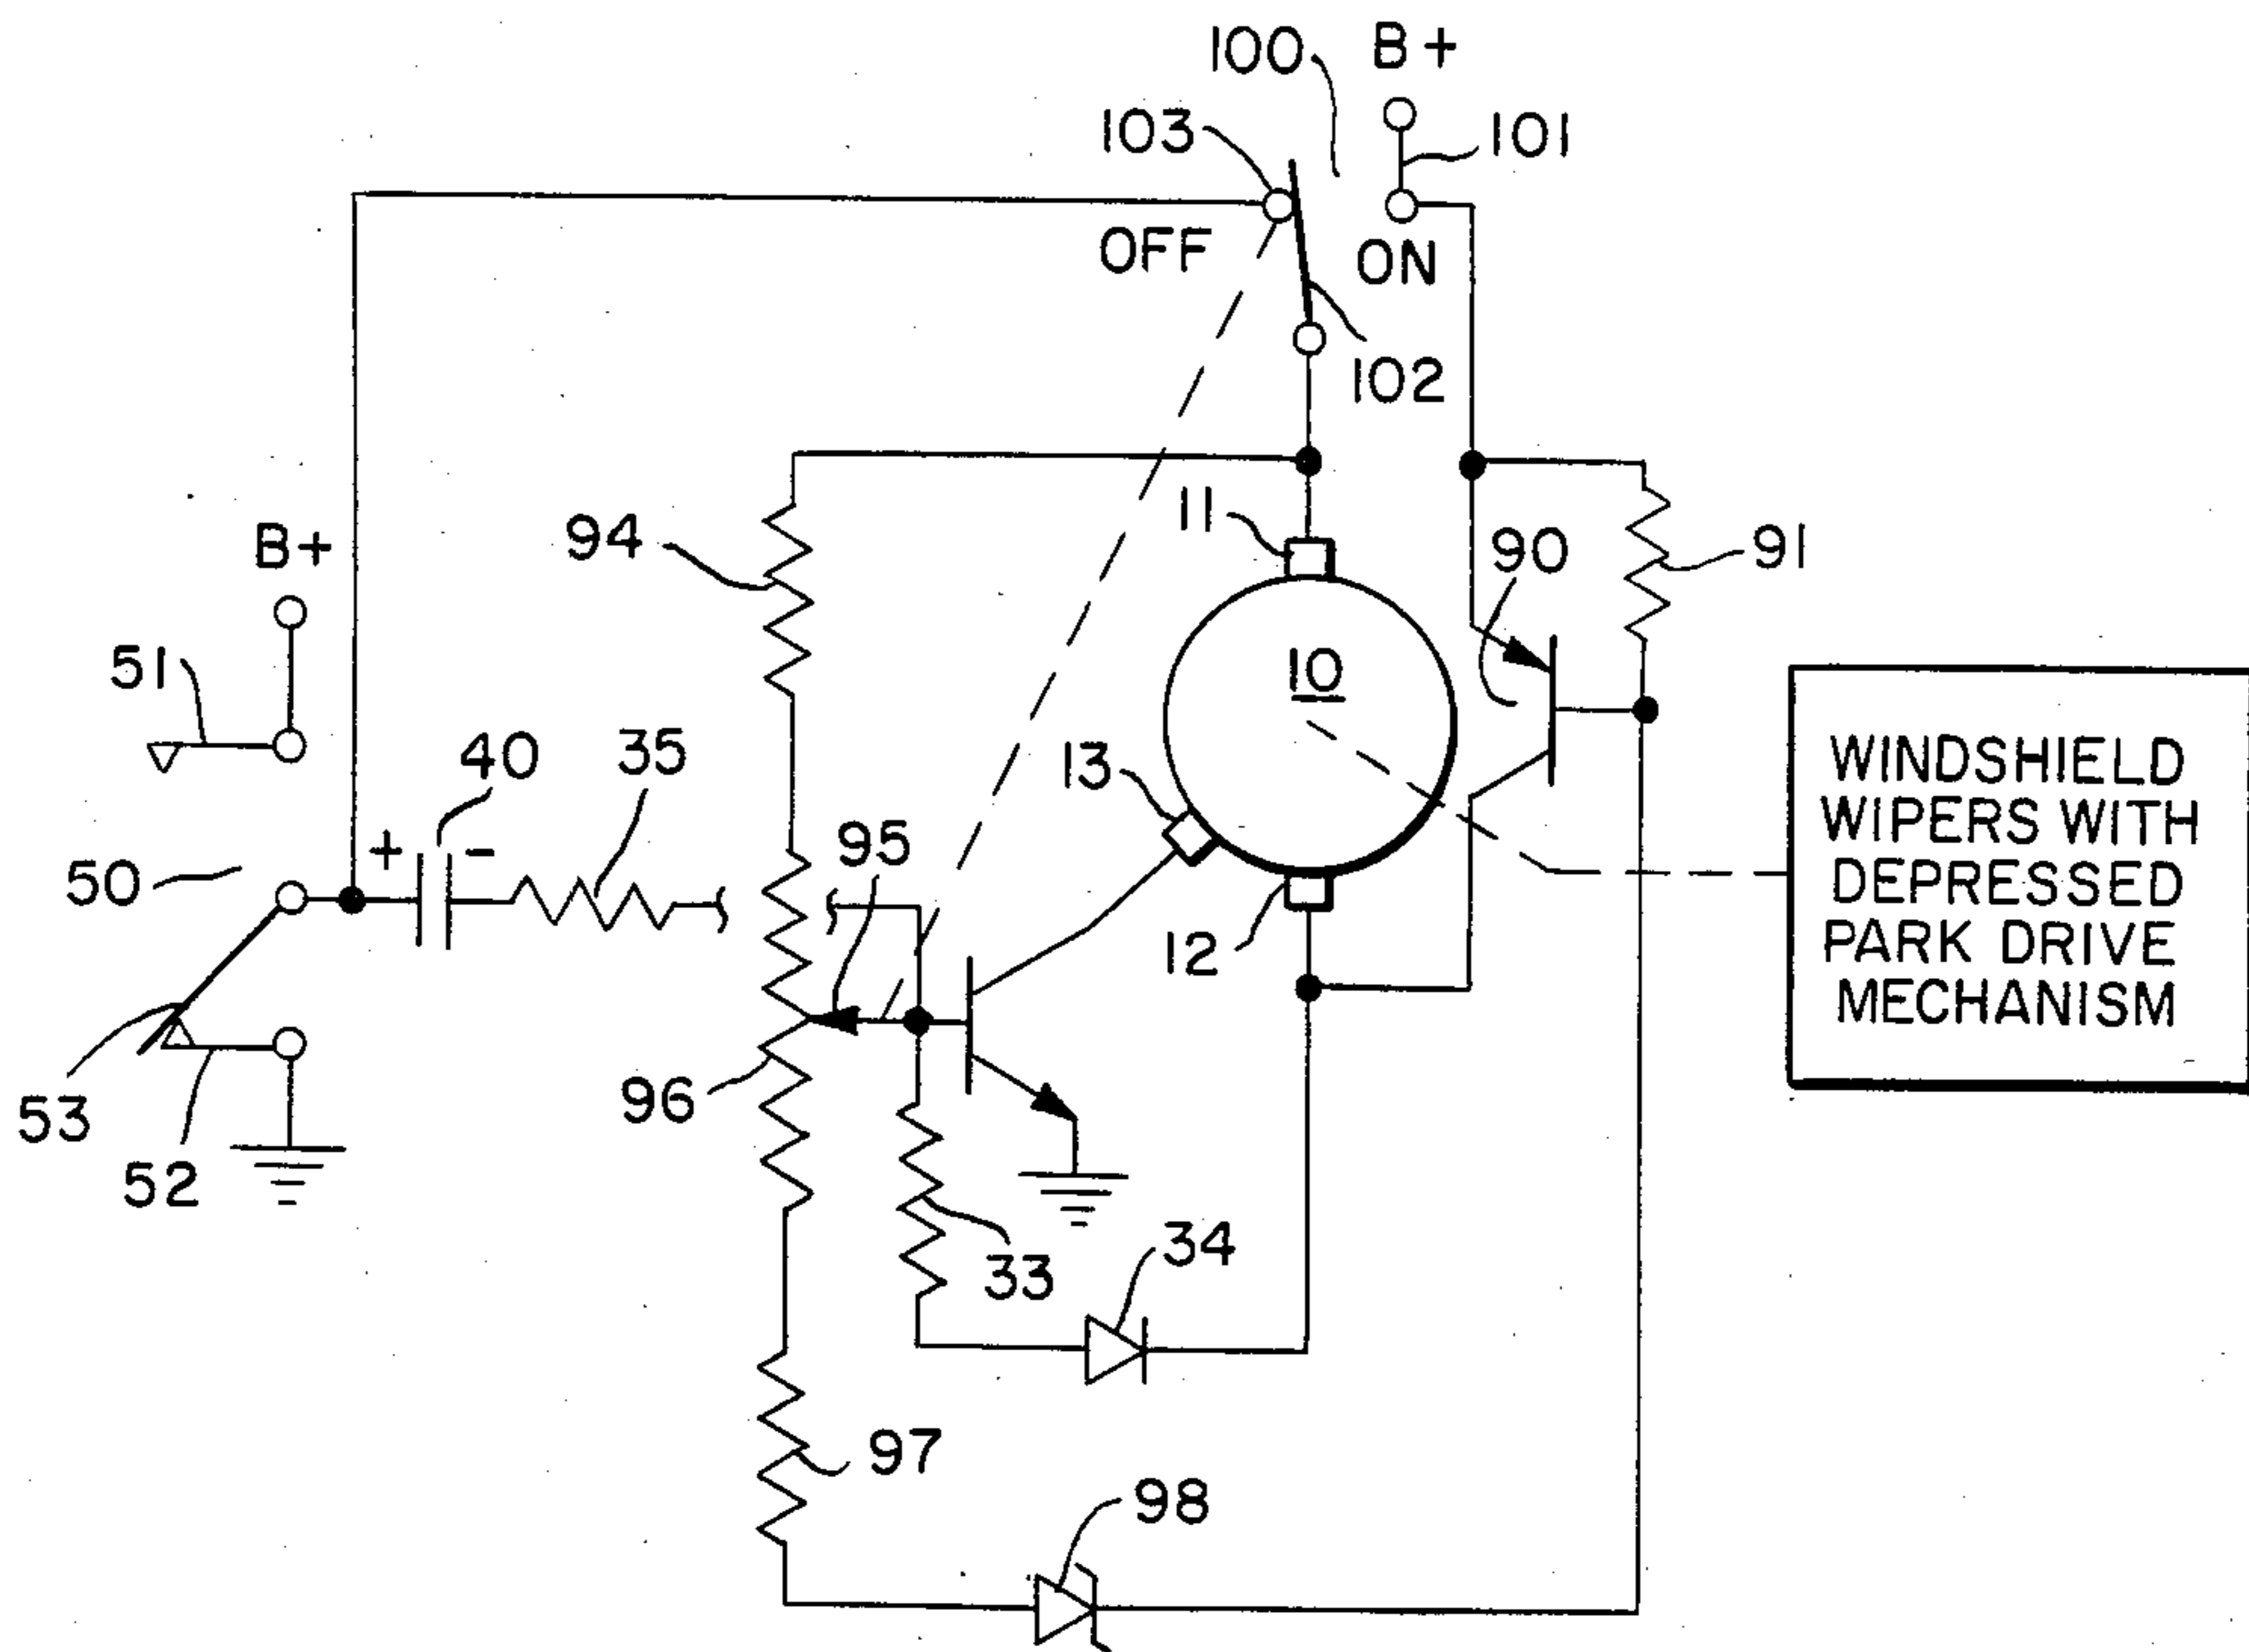 100
B+
103
101
OFF
ON
102
94
11
90
91
B+
10
51
40
35
13
+
-
95
50
12
96
53
52
33
34
97
98
WINDSHIELD
WIPERS WITH
DEPRESSED
PARK DRIVE
MECHANISM